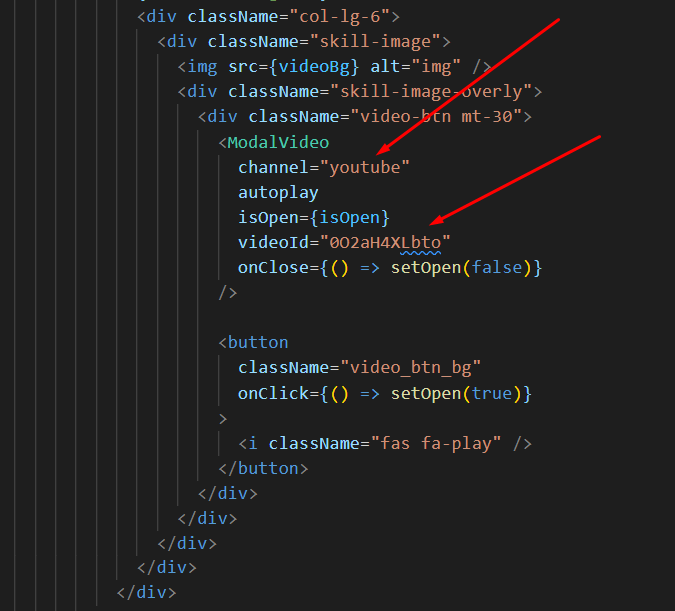 <div className="col-lg-6">
<div className="skill-image">
<img src={videoBg} alt="img" />
<div className="skill-image-overly">
<div className="video-btn mt-30">
<ModalVideo
channel="youtube"
autoplay
isOpen={isOpen}
videoId="0O2aH4XLbto"
onClose={() => setOpen(false)}
/>
<button
className="video_btn_bg"
onClick={() => setOpen(true)}
>
<i className="fas fa-play" />
</button>
</div>
</div>
</div>
</div>
</div>